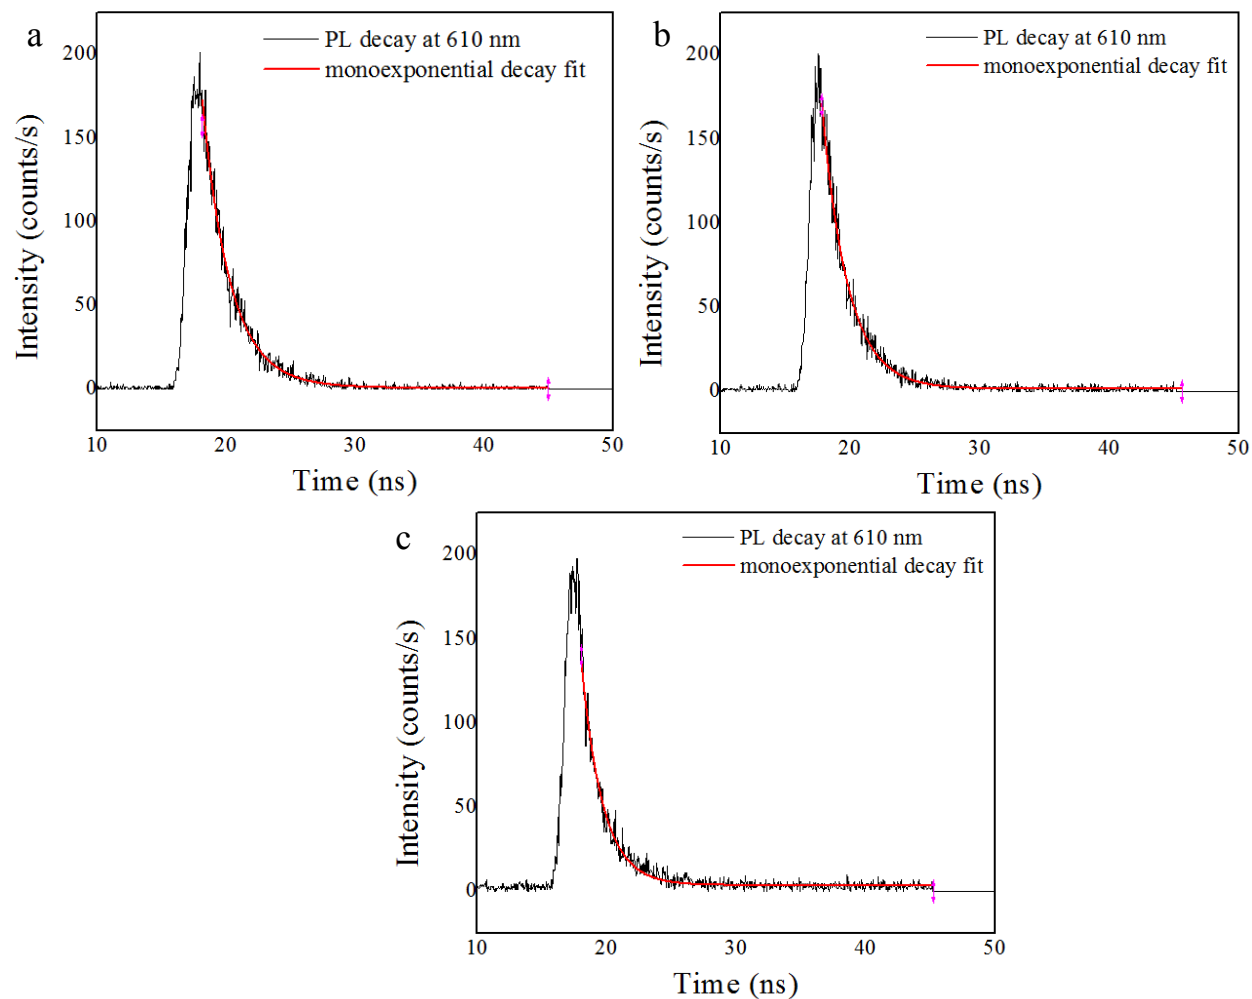 a
PL decay at 610 nm
monoexponential decay fit
200
150
100
50
0
10 20 30 40 50
Intensity (counts/s)
Time (ns)
b
PL decay at 610 nm
monoexponential decay fit
200
150
100
50
0
10 20 30 40 50
Intensity (counts/s)
Time (ns)
c
PL decay at 610 nm
monoexponential decay fit
200
150
100
50
0
10 20 30 40 50
Intensity (counts/s)
Time (ns)